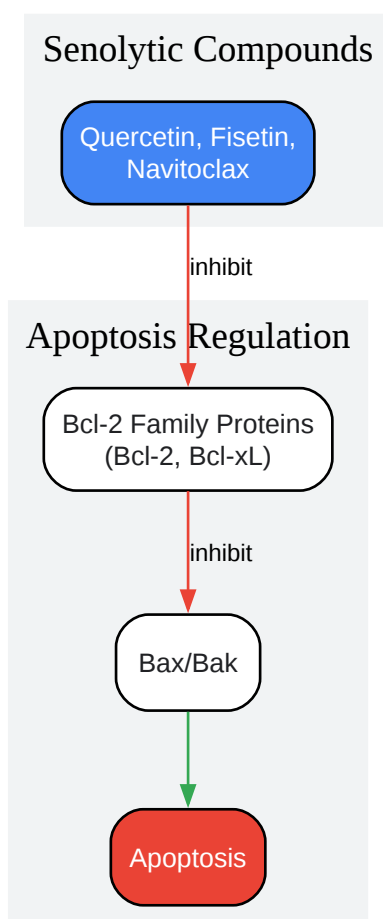 Senolytic Compounds
Quercetin, Fisetin,
Navitoclax
inhibit
Apoptosis Regulation
Bcl-2 Family Proteins
(Bcl-2, Bcl-xL)
inhibit
Bax/Bak
Apoptosis